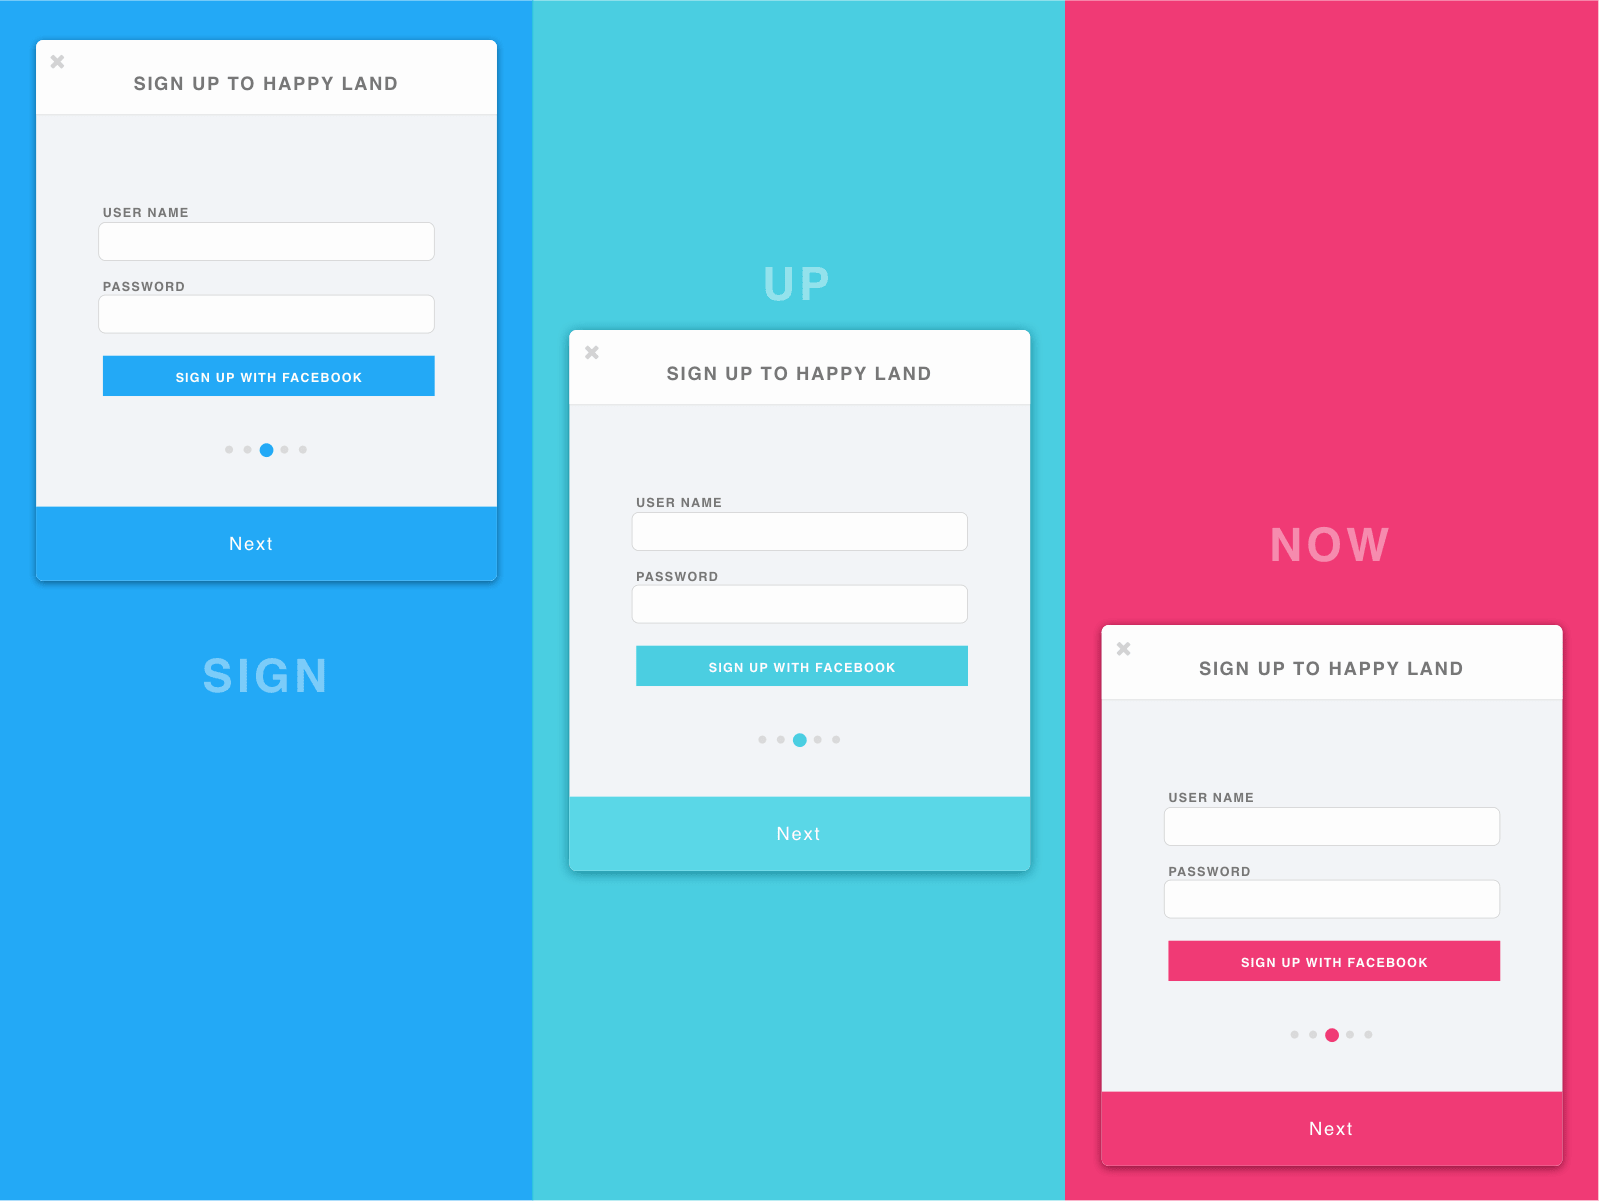 SIGN UP TO HAPPY LAND
USER NAME
PASSWORD
SIGN UP WITH FACEBOOK
Next
SIGN
UP
SIGN UP TO HAPPY LAND
USER NAME
PASSWORD
SIGN UP WITH FACEBOOK
Next
NOW
SIGN UP TO HAPPY LAND
USER NAME
PASSWORD
SIGN UP WITH FACEBOOK
Next